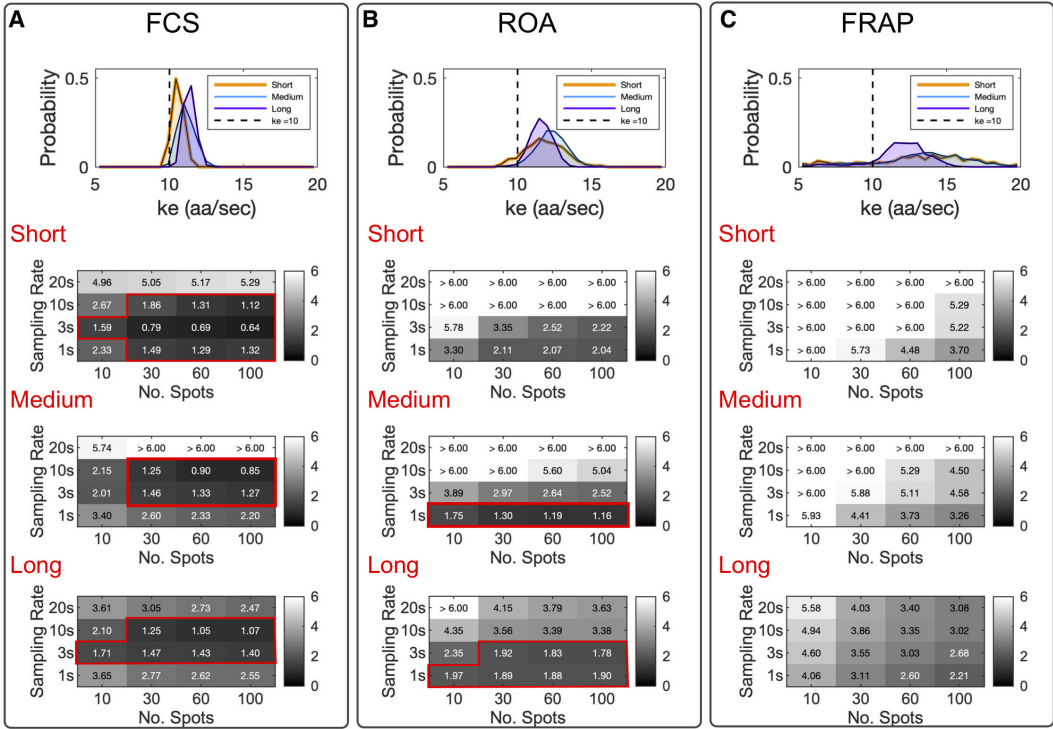 A
FCS
Probability
0.5
0
Short
Medium
Long
ke =10
5
10
15
20
ke (aa/sec)
Short
Sampling Rate
20s 4.96 5.05 5.17 5.29
10s 2.67 1.86 1.31 1.12
3s 1.59 0.79 0.69 0.64
1s 2.33 1.49 1.29 1.32
10 30 60 100
No. Spots
6
4
2
0
Medium
Sampling Rate
20s 5.74 > 6.00 > 6.00 > 6.00
10s 2.15 1.25 0.90 0.85
3s 2.01 1.46 1.33 1.27
1s 3.40 2.60 2.33 2.20
10 30 60 100
No. Spots
6
4
2
0
Long
Sampling Rate
20s 3.61 3.05 2.73 2.47
10s 2.10 1.25 1.05 1.07
3s 1.71 1.47 1.43 1.40
1s 3.65 2.77 2.62 2.55
10 30 60 100
No. Spots
6
4
2
0
B
ROA
Probability
0.5
0
Short
Medium
Long
ke =10
5
10
15
20
ke (aa/sec)
Short
Sampling Rate
20s > 6.00 > 6.00 > 6.00 > 6.00
10s > 6.00 > 6.00 > 6.00 > 6.00
3s 5.78 3.35 2.52 2.22
1s 3.30 2.11 2.07 2.04
10 30 60 100
No. Spots
6
4
2
0
Medium
Sampling Rate
20s > 6.00 > 6.00 > 6.00 > 6.00
10s > 6.00 > 6.00 5.60 5.04
3s 3.89 2.97 2.64 2.52
1s 1.75 1.30 1.19 1.16
10 30 60 100
No. Spots
6
4
2
0
Long
Sampling Rate
20s > 6.00 4.15 3.79 3.63
10s 4.35 3.56 3.39 3.38
3s 2.35 1.92 1.83 1.78
1s 1.97 1.89 1.88 1.90
10 30 60 100
No. Spots
6
4
2
0
C
FRAP
Probability
0.5
0
Short
Medium
Long
ke =10
5
10
15
20
ke (aa/sec)
Short
Sampling Rate
20s > 6.00 > 6.00 > 6.00 > 6.00
10s > 6.00 > 6.00 > 6.00 5.29
3s > 6.00 > 6.00 > 6.00 5.22
1s > 6.00 5.73 4.48 3.70
10 30 60 100
No. Spots
6
4
2
0
Medium
Sampling Rate
20s > 6.00 > 6.00 > 6.00 > 6.00
10s > 6.00 > 6.00 5.29 4.50
3s > 6.00 5.88 5.11 4.58
1s 5.93 4.41 3.73 3.26
10 30 60 100
No. Spots
6
4
2
0
Long
Sampling Rate
20s 5.58 4.03 3.40 3.08
10s 4.94 3.86 3.35 3.02
3s 4.60 3.55 3.03 2.68
1s 4.06 3.11 2.60 2.21
10 30 60 100
No. Spots
6
4
2
0